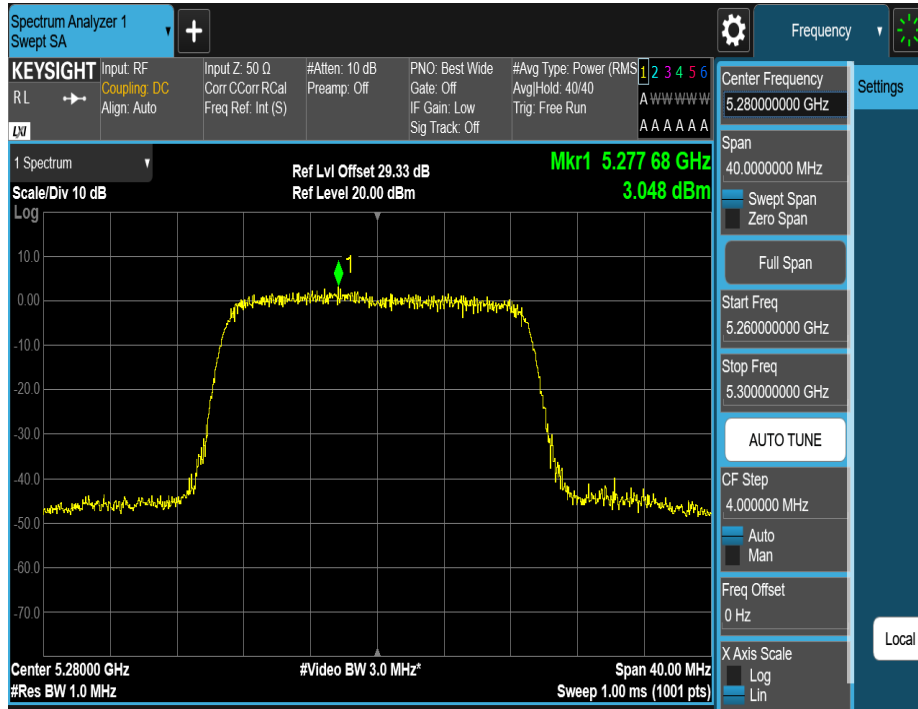 Spectrum Analyzer 1
Swept SA
+
Frequency
KEYSIGHT
R L
LXI
Input: RF
Coupling: DC
Align: Auto
Input Z: 50 Ω
Corr CCorr RCal
Freq Ref: Int (S)
#Atten: 10 dB
Preamp: Off
PNO: Best Wide
Gate: Off
IF Gain: Low
Sig Track: Off
#Avg Type: Power (RMS
Avg|Hold: 40/40
Trig: Free Run
1 2 3 4 5 6
A W W W W W
A A A A A A
1 Spectrum
Scale/Div 10 dB
Log
Ref Lvl Offset 29.33 dB
Ref Level 20.00 dBm
Mkr1 5.277 68 GHz
3.048 dBm
1
10.0
0.00
-10.0
-20.0
-30.0
-40.0
-50.0
-60.0
-70.0
Center 5.28000 GHz
#Res BW 1.0 MHz
#Video BW 3.0 MHz*
Span 40.00 MHz
Sweep 1.00 ms (1001 pts)
Center Frequency
5.280000000 GHz
Span
40.0000000 MHz
Swept Span
Zero Span
Full Span
Start Freq
5.260000000 GHz
Stop Freq
5.300000000 GHz
AUTO TUNE
CF Step
4.000000 MHz
Auto
Man
Freq Offset
0 Hz
X Axis Scale
Log
Lin
Settings
Local